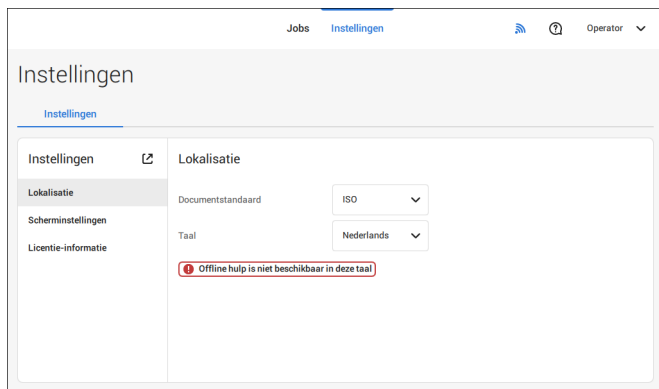 Jobs Instellingen Operator
Instellingen
Instellingen
Instellingen
Lokalisatie
Scherminstellingen
Licentie-informatie
Lokalisatie
Documentstandaard ISO
Taal Nederlands
Offline hulp is niet beschikbaar in deze taal